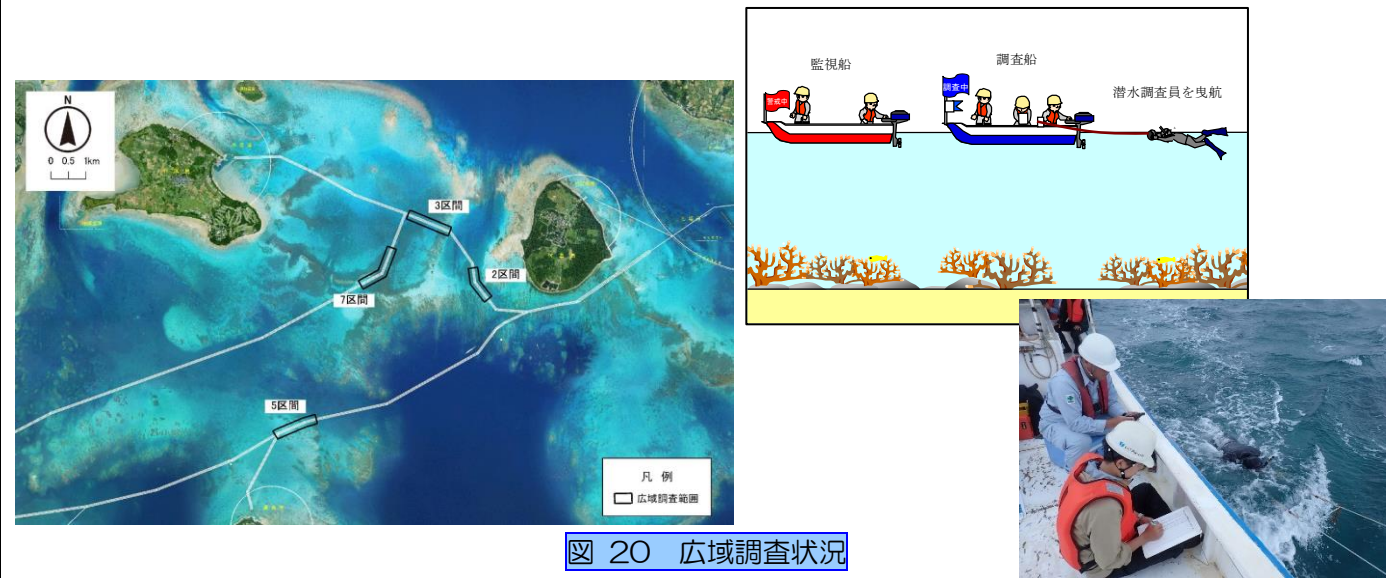 N
0 0.5 1km
3区間
2区間
7区間
5区間
凡 例
広域調査範囲
監視船
調査船
潜水調査員を曳航
警戒中
調査中
図 20 広域調査状況